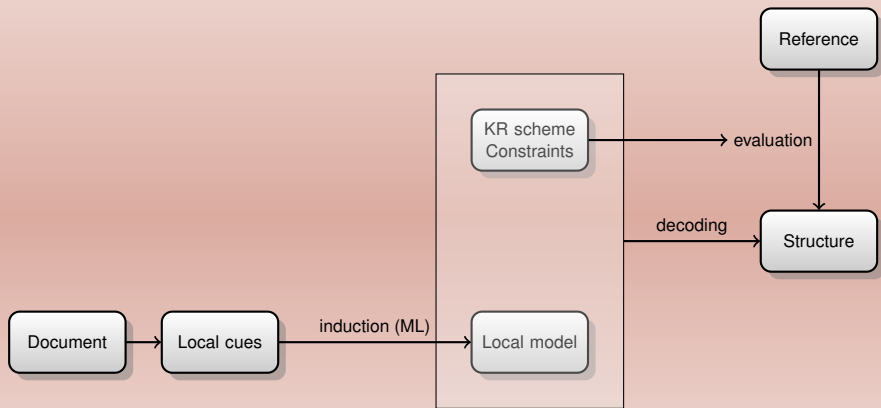 Reference
KR scheme
Constraints
evaluation
decoding
Structure
Document
Local cues
induction (ML)
Local model